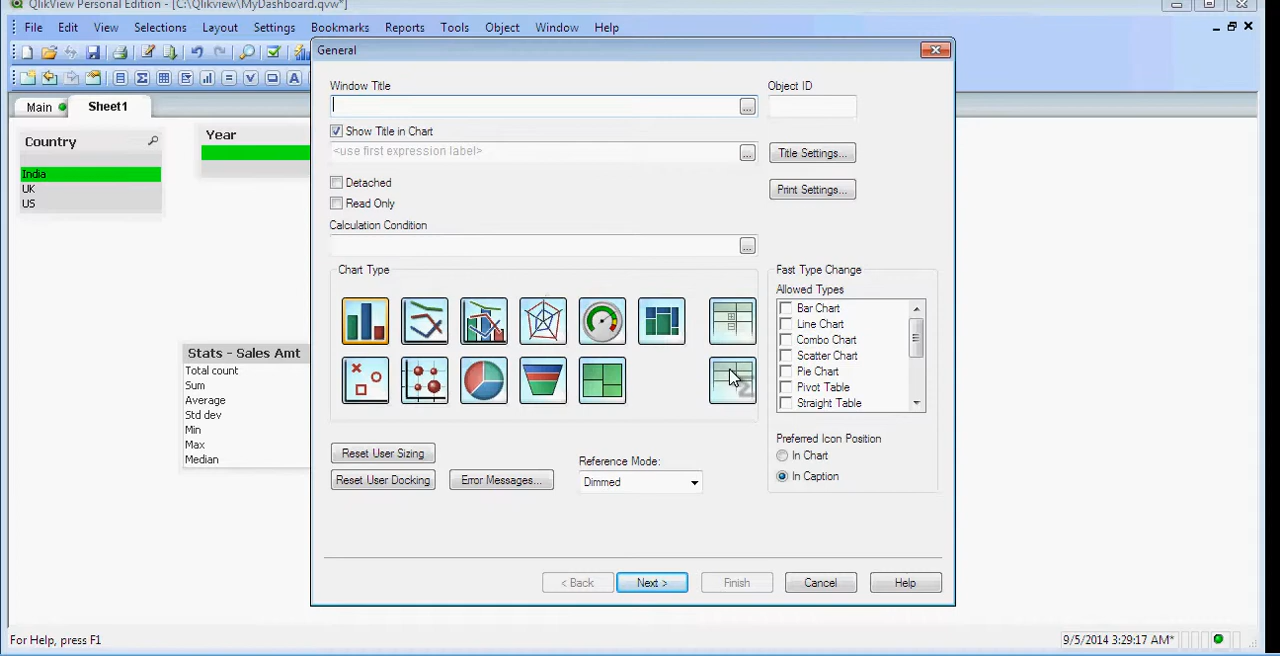 QlikView Personal Edition - [C:\Qlikview\MyDashboard.qvw*]
File Edit View Selections Layout Settings Bookmarks Reports Tools Object Window Help
General
Main Sheet1
Country
India
UK
US
Year
Stats - Sales Amt
Total count
Sum
Average
Std dev
Min
Max
Median
Window Title
Object ID
...
Show Title in Chart
<use first expression label>
...
Title Settings...
Detached
Print Settings...
Read Only
Calculation Condition
...
Chart Type
Fast Type Change
Allowed Types
Bar Chart
Line Chart
Combo Chart
Scatter Chart
Pie Chart
Pivot Table
Straight Table
Preferred Icon Position
In Chart
In Caption
Reset User Sizing
Reset User Docking
Error Messages...
Reference Mode:
Dimmed
< Back Next > Finish Cancel Help
For Help, press F1
9/5/2014 3:29:17 AM*